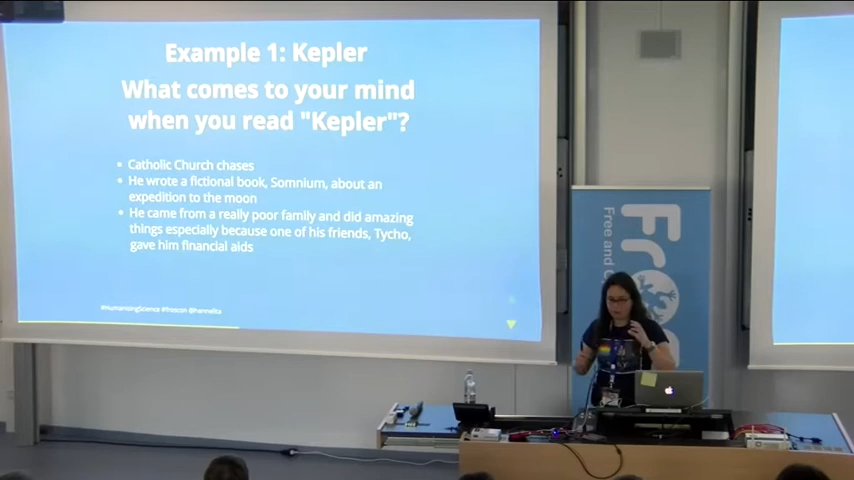 Example 1: Kepler
What comes to your mind
when you read "Kepler"?
• Catholic Church chases
• He wrote a fictional book, Somnium, about an
expedition to the moon
• He came from a really poor family and did amazing
things especially because one of his friends, Tycho,
gave him financial aids
#HumanisingScience #froscon @hannelita
Free and
FrOS